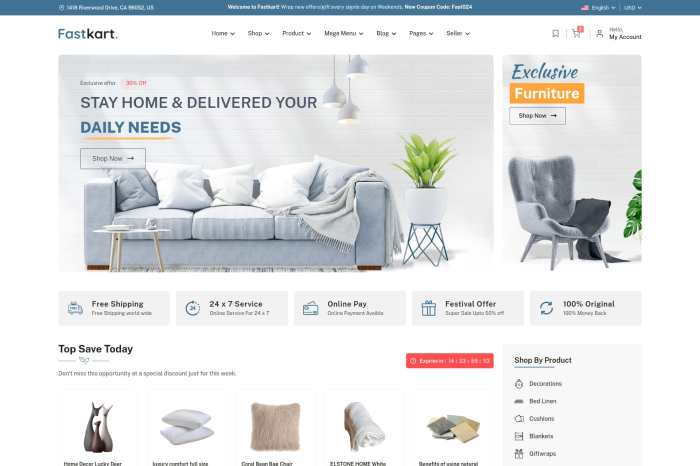 1418 Riverwood Drive, CA 96052, US
Welcome to Fastkart! Wrap new offers/gift every single day on Weekends. New Coupon Code: Fast024
English
USD
Fastkart.
Home
Shop
Product
Mega Menu
Blog
Pages
Seller
2
Hello,
My Account
Exclusive offer
30% Off
STAY HOME & DELIVERED YOUR
DAILY NEEDS
Shop Now
Exclusive
Furniture
Shop Now
Free Shipping
Free Shipping world wide
24
24 x 7 Service
Online Service For 24 x 7
Online Pay
Online Payment Avaible
Festival Offer
Super Sale Upto 50% off
100% Original
100% Money Back
Top Save Today
Don't miss this opportunity at a special discount just for this week.
Expires in : 14 : 23 : 59 : 53
Home Decor Lucky Deer
luxury comfort full size
Coral Bean Bag Chair
ELSTONE HOME White
Benefits of using natural
Shop By Product
Decorations
Bed Linen
Cushions
Blankets
Giftwraps